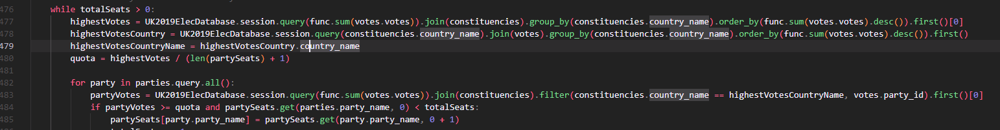 476 while totalSeats > 0:
477 highestVotes = UK2019ElecDatabase.session.query(func.sum(votes.votes)).join(constituencies).group_by(constituencies.country_name).order_by(func.sum(votes.votes).desc()).first()[0]
478 highestVotesCountry = UK2019ElecDatabase.session.query(constituencies.country_name).join(votes).group_by(constituencies.country_name).order_by(func.sum(votes.votes).desc()).first()
479 highestVotesCountryName = highestVotesCountry.country_name
480 quota = highestVotes / (len(partySeats) + 1)
481
482 for party in parties.query.all():
483 partyVotes = UK2019ElecDatabase.session.query(func.sum(votes.votes)).join(constituencies).filter(constituencies.country_name == highestVotesCountryName, votes.party_id).first()[0]
484 if partyVotes >= quota and partySeats.get(parties.party_name, 0) < totalSeats:
485 partySeats[party.party_name] = partySeats.get(party.party_name, 0 + 1)